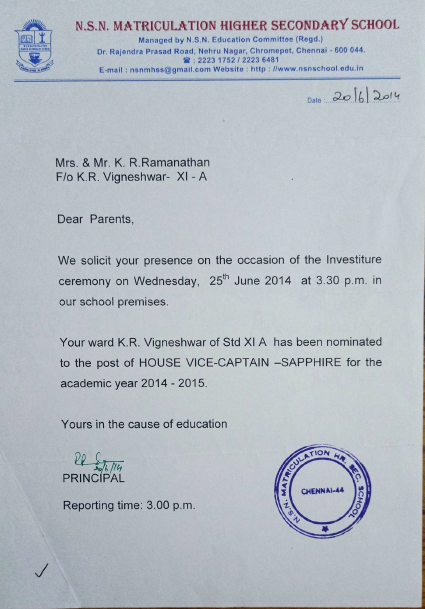 N.S.N. MATRICULATION HIGHER SECONDARY SCHOOL
Managed by N.S.N. Education Committee (Regd.)
Dr. Rajendra Prasad Road, Nehru Nagar, Chromepet, Chennai - 600 044.
☎ : 2223 1752 / 2223 6481
E-mail : nsnmhss@gmail.com Website : http : //www.nsnschool.edu.in
Date : 20/6/2014
Mrs. & Mr. K. R.Ramanathan
F/o K.R. Vigneshwar- XI - A
Dear Parents,
We solicit your presence on the occasion of the Investiture
ceremony on Wednesday, 25th June 2014 at 3.30 p.m. in
our school premises.
Your ward K.R. Vigneshwar of Std XI A has been nominated
to the post of HOUSE VICE-CAPTAIN –SAPPHIRE for the
academic year 2014 - 2015.
Yours in the cause of education
20/6/14
PRINCIPAL
Reporting time: 3.00 p.m.
N.S.N. MATRICULATION HR. SEC. SCHOOL
CHENNAI-44